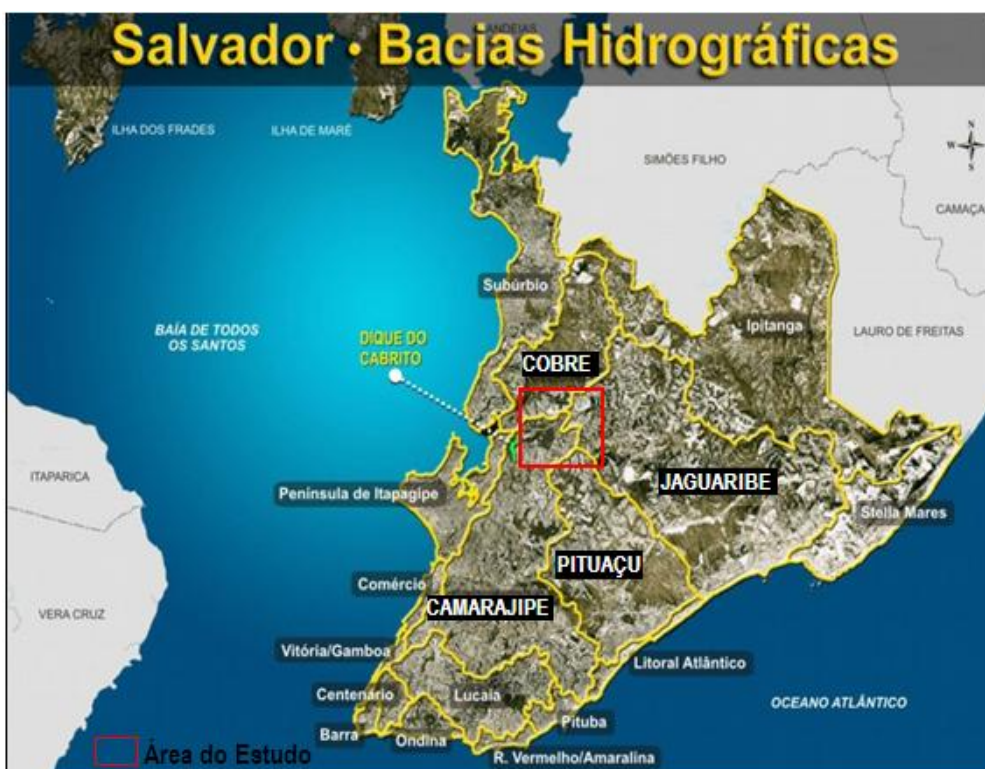 Salvador • Bacias Hidrográficas
ILHA DOS FRADES
ILHA DE MARÉ
SIMÕES FILHO
N
W
S
CAMAÇA
Subúrbio
Ipitanga
BAÍA DE TODOS
OS SANTOS
LAURO DE FREITAS
DIQUE DO
CABRITO
COBRE
ITAPARICA
JAGUARIBE
Península de Itapagipe
Stella Mares
PITUAÇU
Comércio
CAMARAJIPE
VERA CRUZ
Vitória/Gamboa
Litoral Atlântico
Centenário
Lucaia
OCEANO ATLÂNTICO
Pituba
Barra
Ondina
R. Vermelho/Amaralina
Área do Estudo